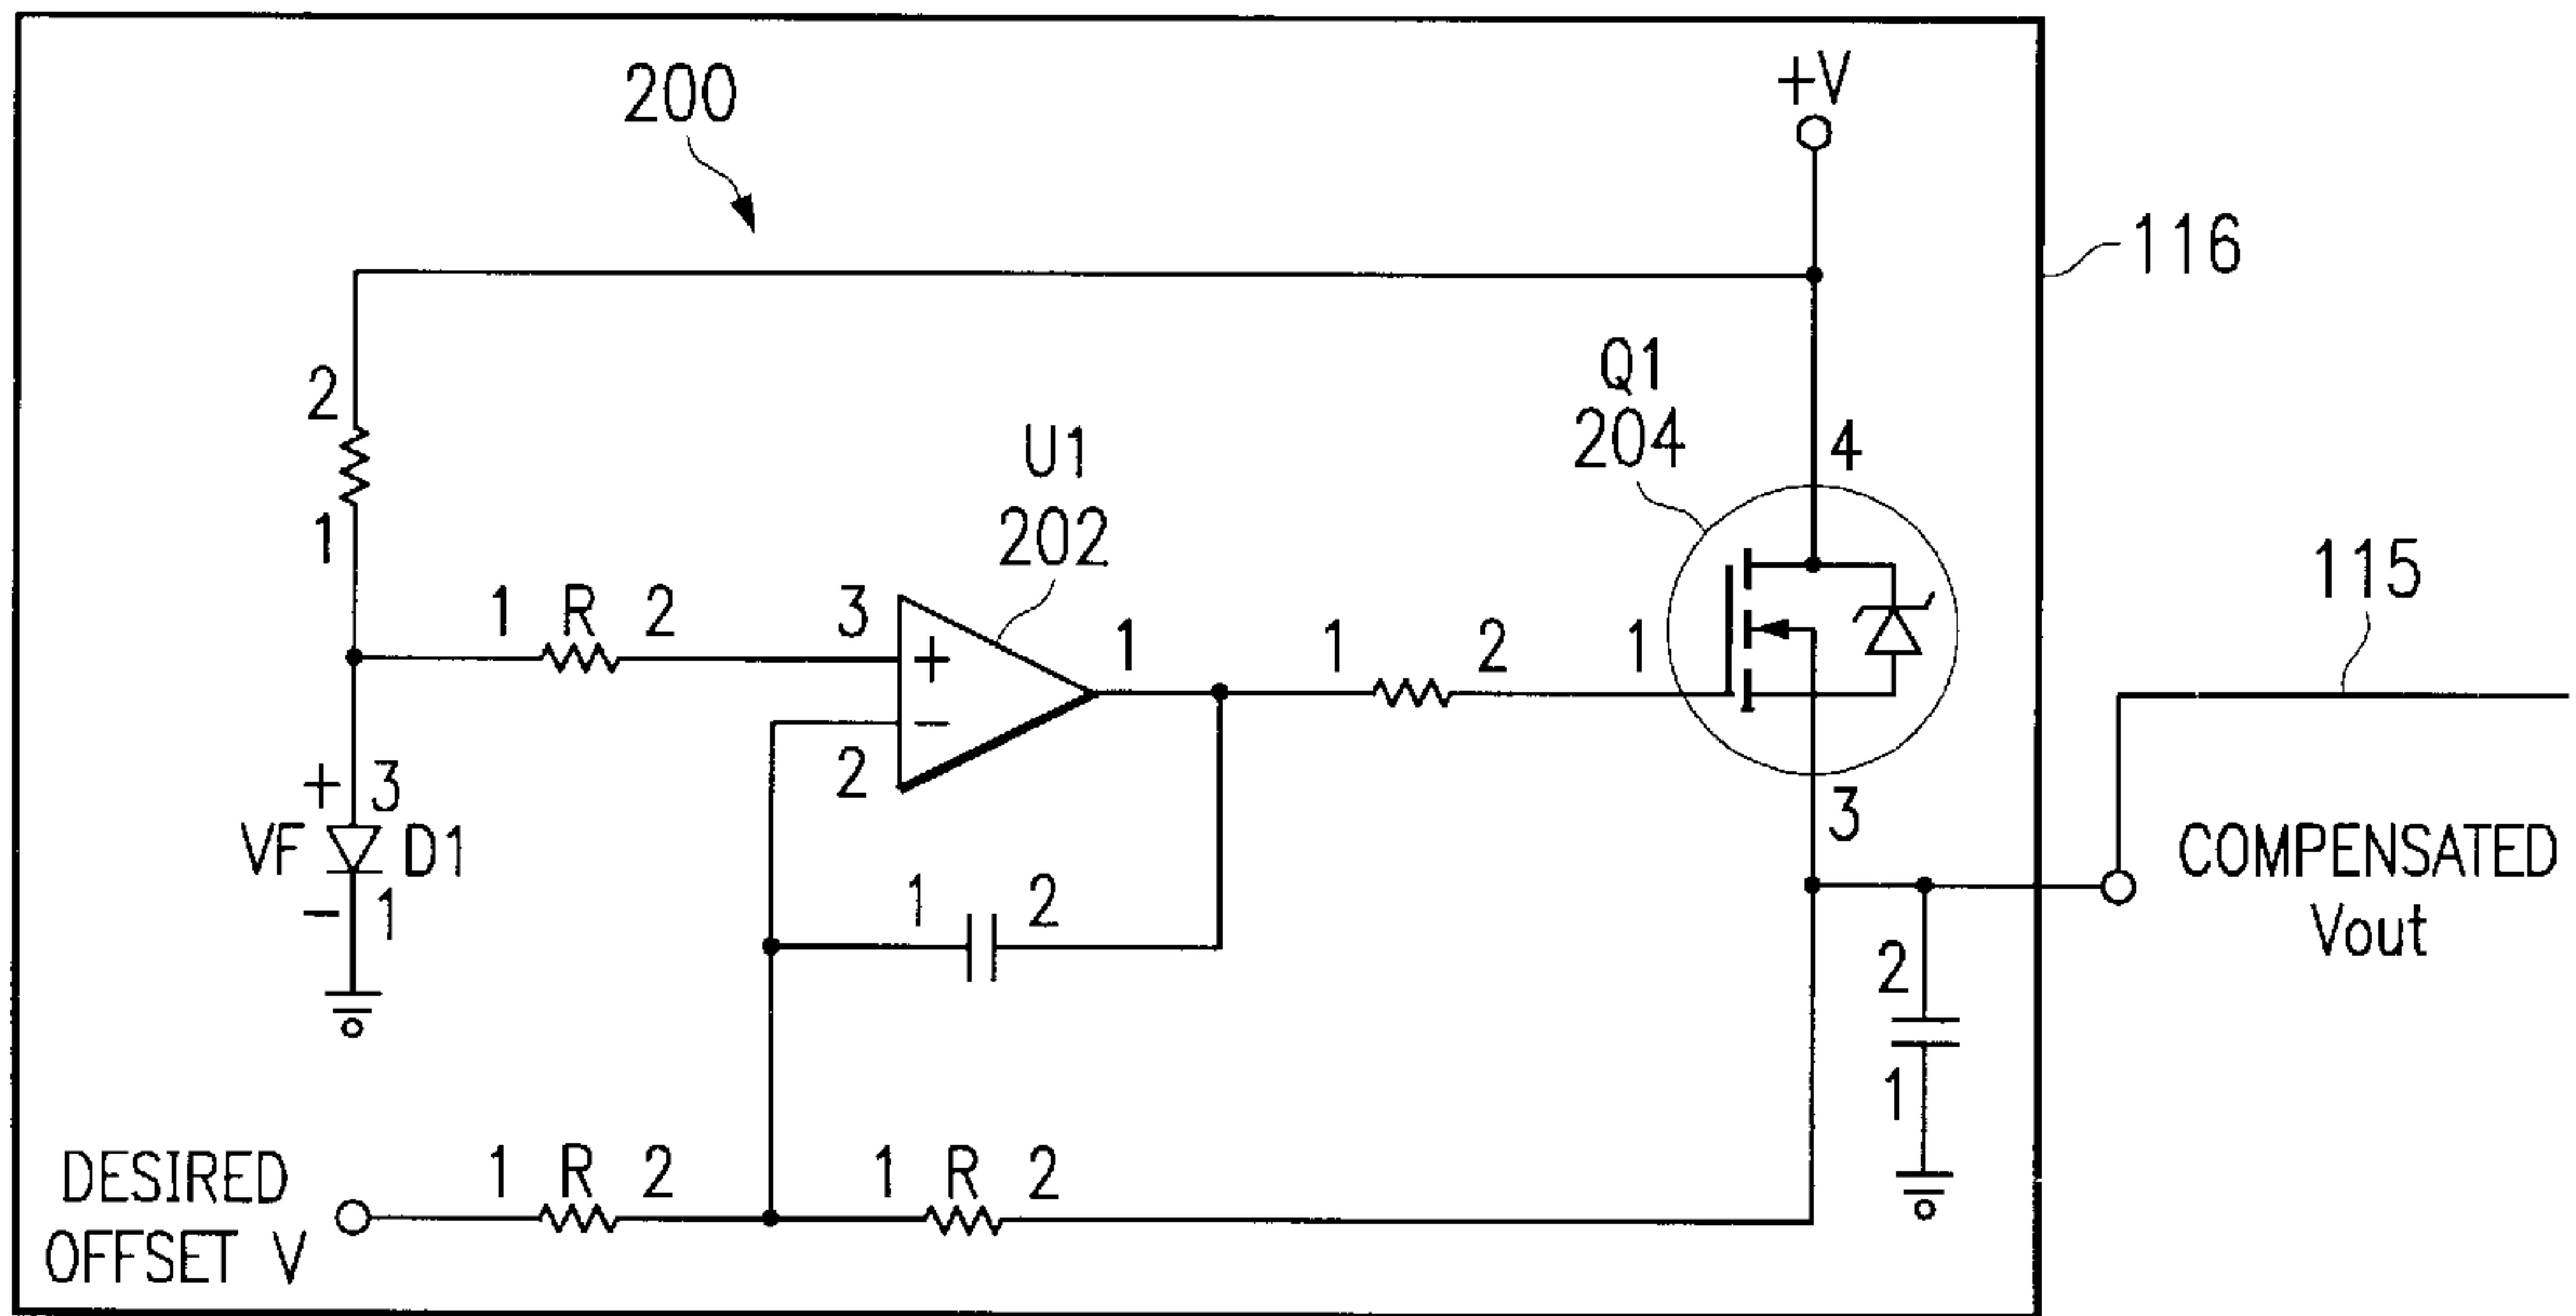 +V
200
116
2
Q1
204
4
U1
202
1
115
1 R 2
3
+
1
1 2
1
−
2
+ 3
VF D1
− 1
3
COMPENSATED
Vout
1 2
2
1
DESIRED
OFFSET V
1 R 2
1 R 2